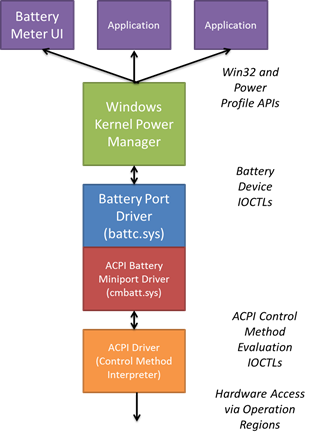 Battery
Meter UI
Application
Application
Win32 and
Power
Profile APIs
Windows
Kernel Power
Manager
Battery
Device
IOCTLs
Battery Port
Driver
(battc.sys)
ACPI Battery
Miniport Driver
(cmbatt.sys)
ACPI Control
Method
Evaluation
IOCTLs
ACPI Driver
(Control Method
Interpreter)
Hardware Access
via Operation
Regions